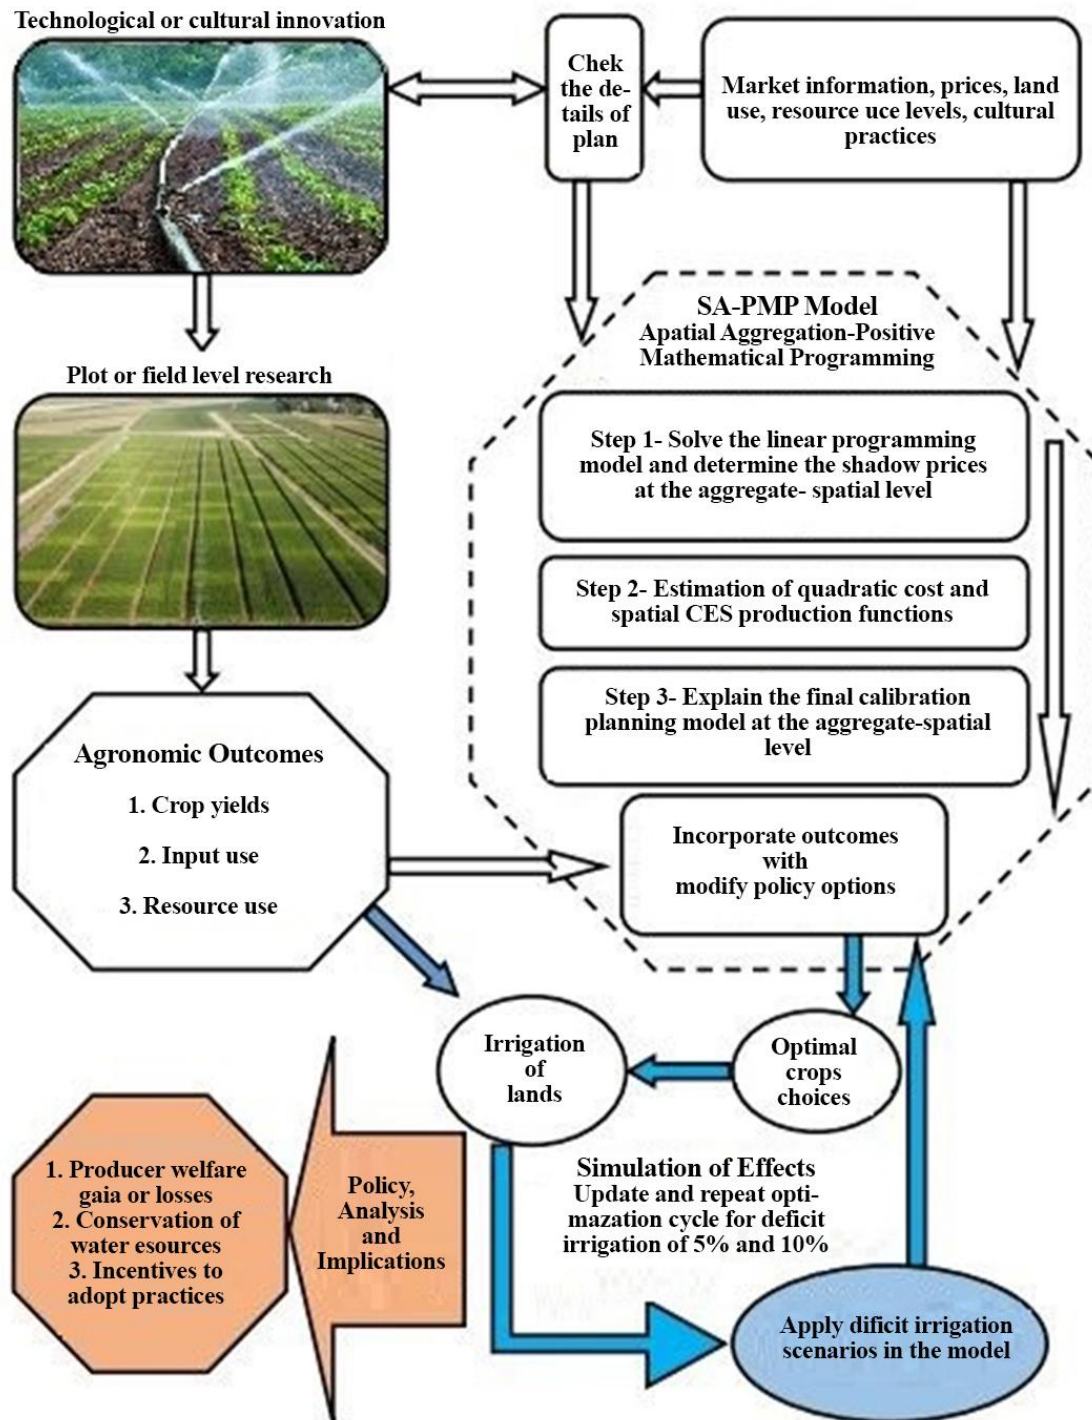 Technological or cultural innovation
Chek
the de-
tails of
plan
Market information, prices, land
use, resource uce levels, cultural
practices
Plot or field level research
SA-PMP Model
Apatial Aggregation-Positive
Mathematical Programming
Step 1- Solve the linear programming
model and determine the shadow prices
at the aggregate- spatial level
Step 2- Estimation of quadratic cost and
spatial CES production functions
Step 3- Explain the final calibration
planning model at the aggregate-spatial
level
Agronomic Outcomes
1. Crop yields
2. Input use
3. Resource use
Incorporate outcomes
with
modify policy options
Irrigation
of
lands
Optimal
crops
choices
Simulation of Effects
Update and repeat opti-
mazation cycle for deficit
irrigation of 5% and 10%
Policy,
Analysis
and
Implications
1. Producer welfare
gaia or losses
2. Conservation of
water esources
3. Incentives to
adopt practices
Apply dificit irrigation
scenarios in the model